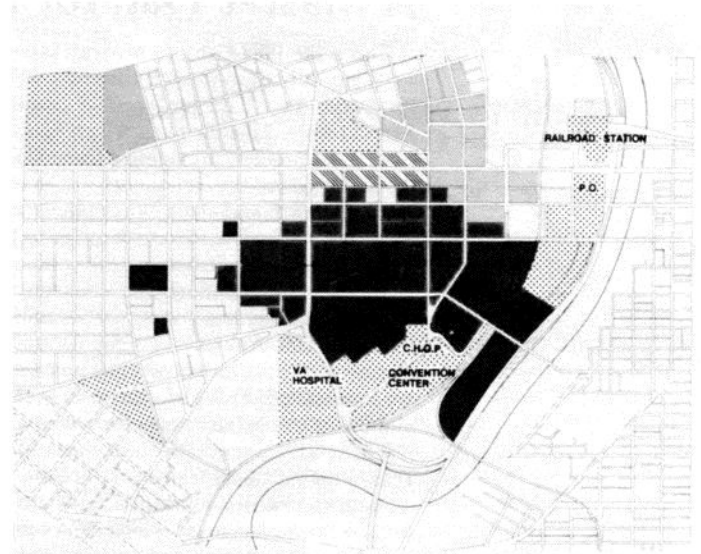 RAILROAD STATION
P.O.
C.H.O.P.
VA
HOSPITAL
CONVENTION
CENTER